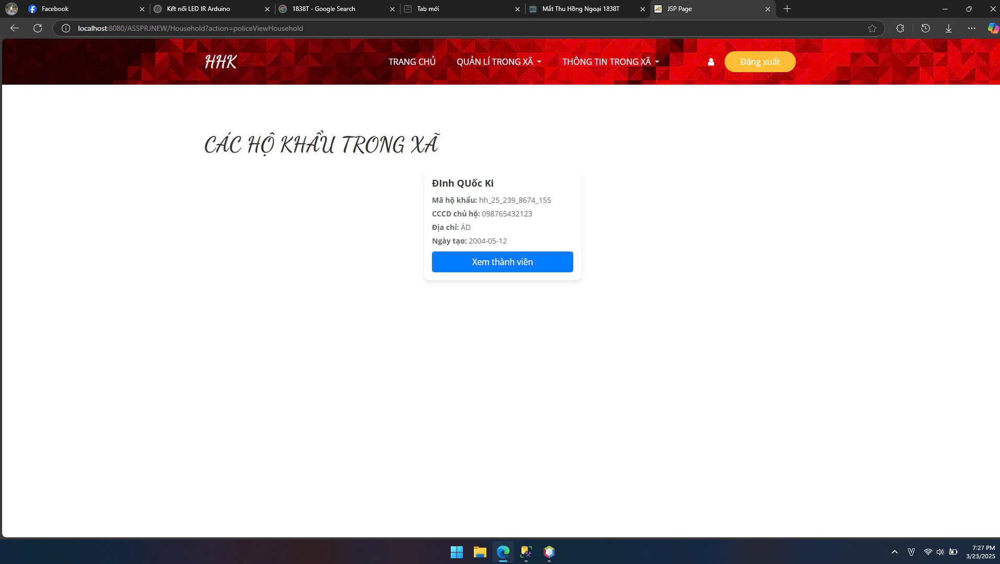 Facebook
Kết nối LED IR Arduino
1838T - Google Search
Tab mới
Mắt Thu Hồng Ngoại 1838T
JSP Page
localhost:8080/ASSPRJNEW/Household?action=policeViewHousehold
HHK
TRANG CHỦ
QUẢN LÍ TRONG XÃ
THÔNG TIN TRONG XÃ
Đăng xuất
CÁC HỘ KHẨU TRONG XÃ
ĐInh QUốc Ki
Mã hộ khẩu: hh_25_239_8674_155
CCCD chủ hộ: 098765432123
Địa chỉ: ÁD
Ngày tạo: 2004-05-12
Xem thành viên
V
7:27 PM
3/23/2025